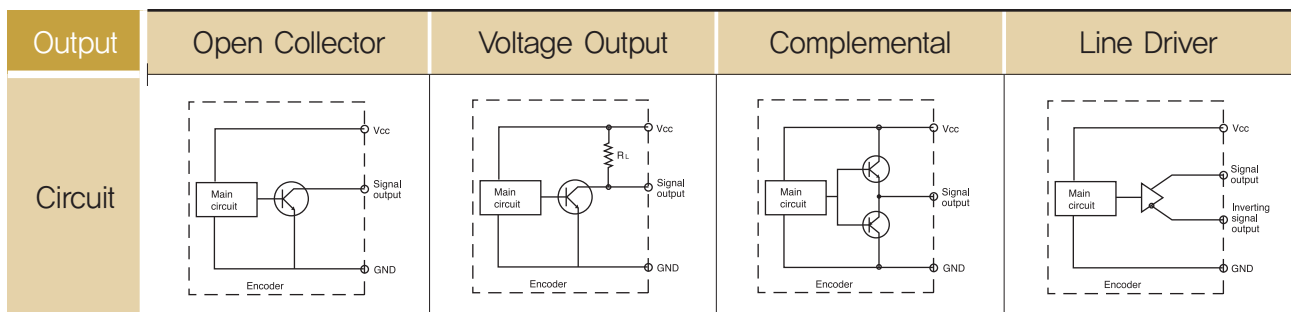 Output
Open Collector
Voltage Output
Complemental
Line Driver
Circuit
Vcc
Main
circuit
Signal
output
GND
Encoder
Vcc
RL
Main
circuit
Signal
output
GND
Encoder
Vcc
Main
circuit
Signal
output
GND
Encoder
Vcc
Main
circuit
Signal
output
Inverting
signal
output
GND
Encoder